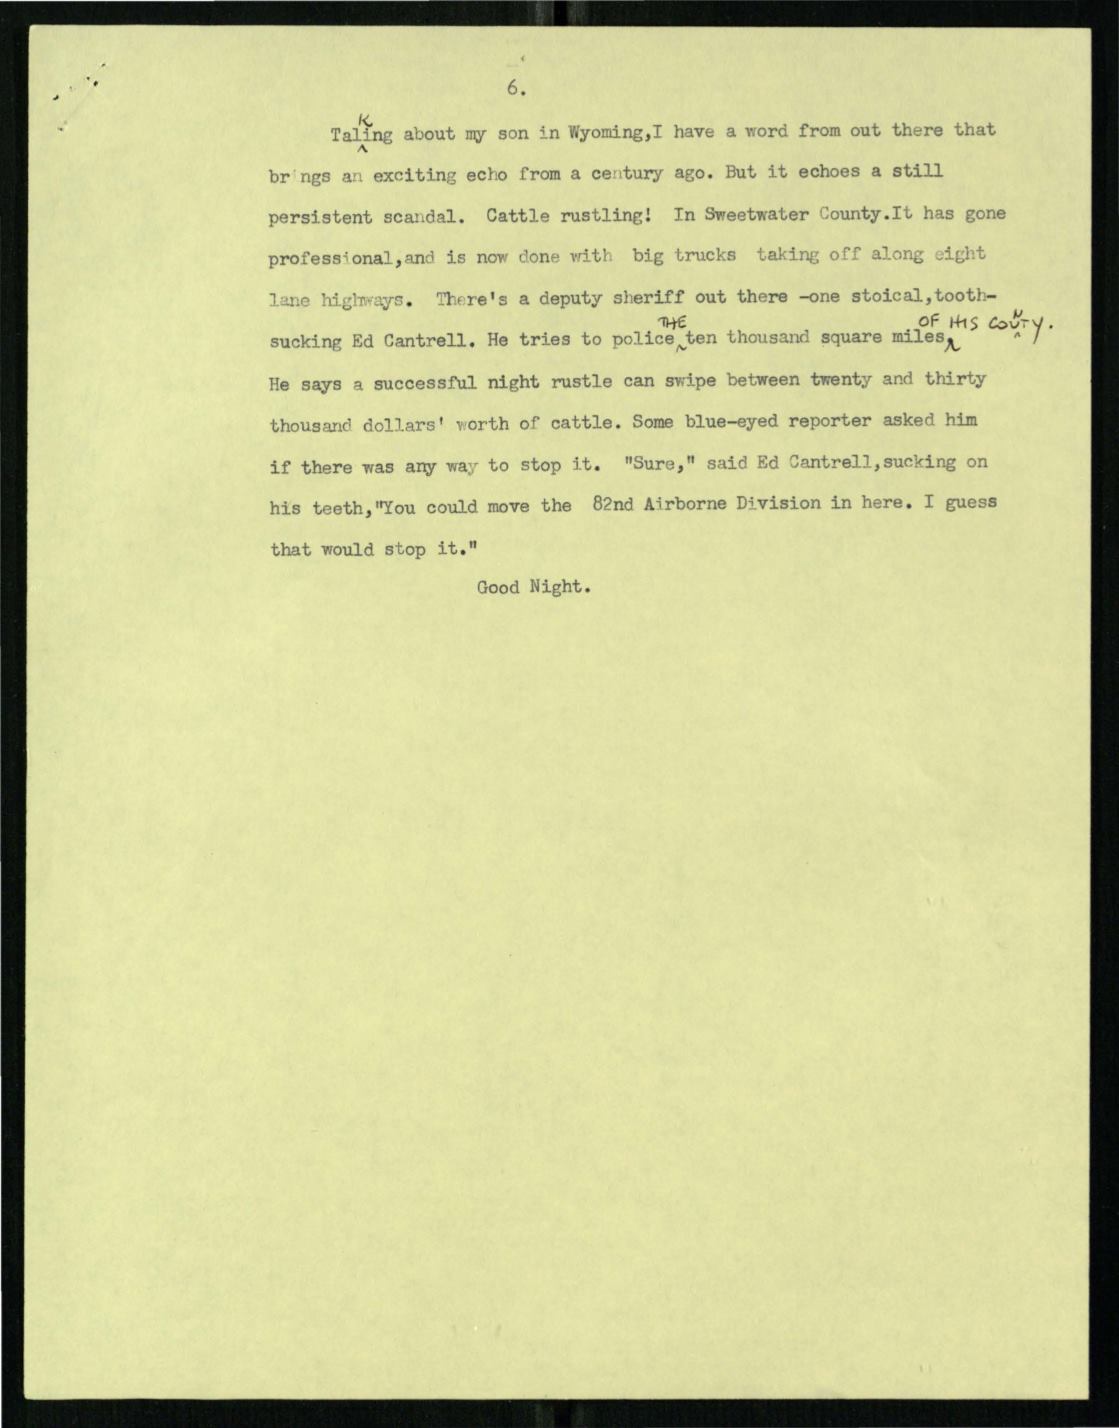 6.
Talking about my son in Wyoming,I have a word from out there that
brings an exciting echo from a century ago. But it echoes a still
persistent scandal. Cattle rustling! In Sweetwater County.It has gone
professional,and is now done with big trucks taking off along eight
lane highways. There's a deputy sheriff out there -one stoical,tooth-
sucking Ed Cantrell. He tries to police THE ten thousand square miles OF HIS COUNTY.
He says a successful night rustle can swipe between twenty and thirty
thousand dollars' worth of cattle. Some blue-eyed reporter asked him
if there was any way to stop it. "Sure," said Ed Cantrell,sucking on
his teeth,"You could move the 82nd Airborne Division in here. I guess
that would stop it."
Good Night.